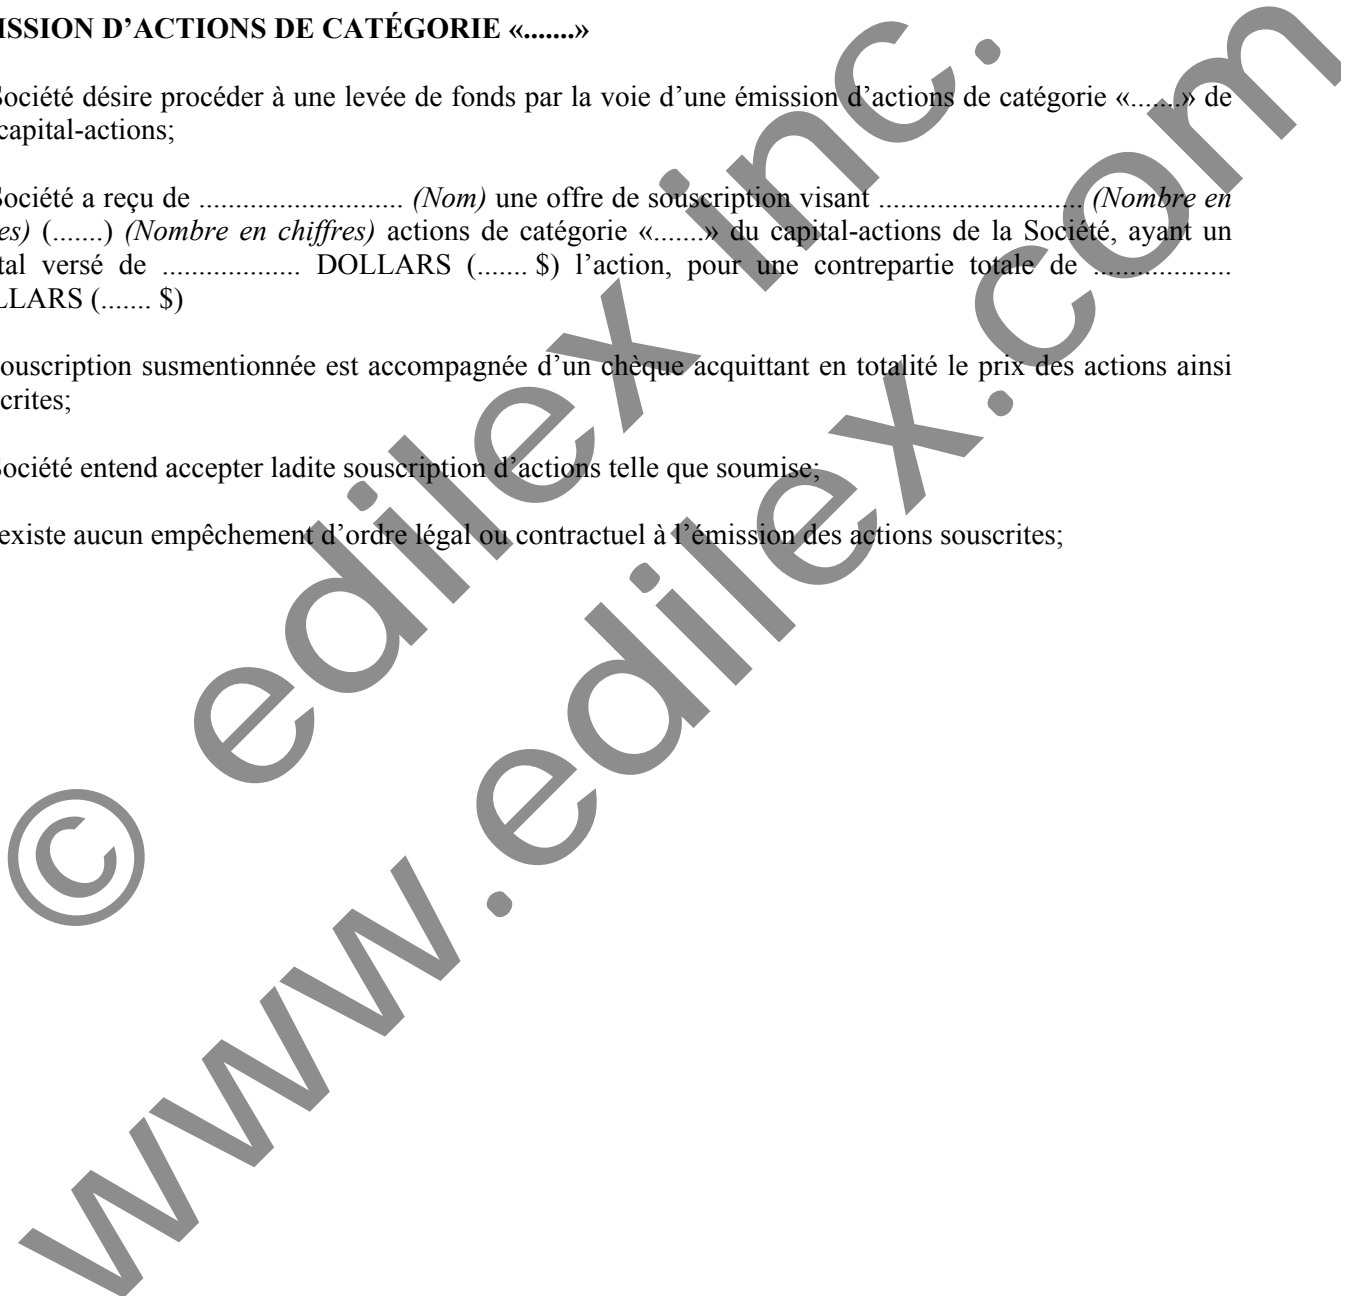 ISSION D’ACTIONS DE CATÉGORIE «.......»
Société désire procéder à une levée de fonds par la voie d’une émission d’actions de catégorie «.......» de
capital-actions;
Société a reçu de ............................ (Nom) une offre de souscription visant ............................ (Nombre en
es) (.......) (Nombre en chiffres) actions de catégorie «.......» du capital-actions de la Société, ayant un
tal versé de ................... DOLLARS (....... $) l’action, pour une contrepartie totale de ...................
LLARS (....... $)
ouscription susmentionnée est accompagnée d’un chèque acquittant en totalité le prix des actions ainsi
crites;
Société entend accepter ladite souscription d’actions telle que soumise;
existe aucun empêchement d’ordre légal ou contractuel à l’émission des actions souscrites;
© edilex inc.
www.edilex.com